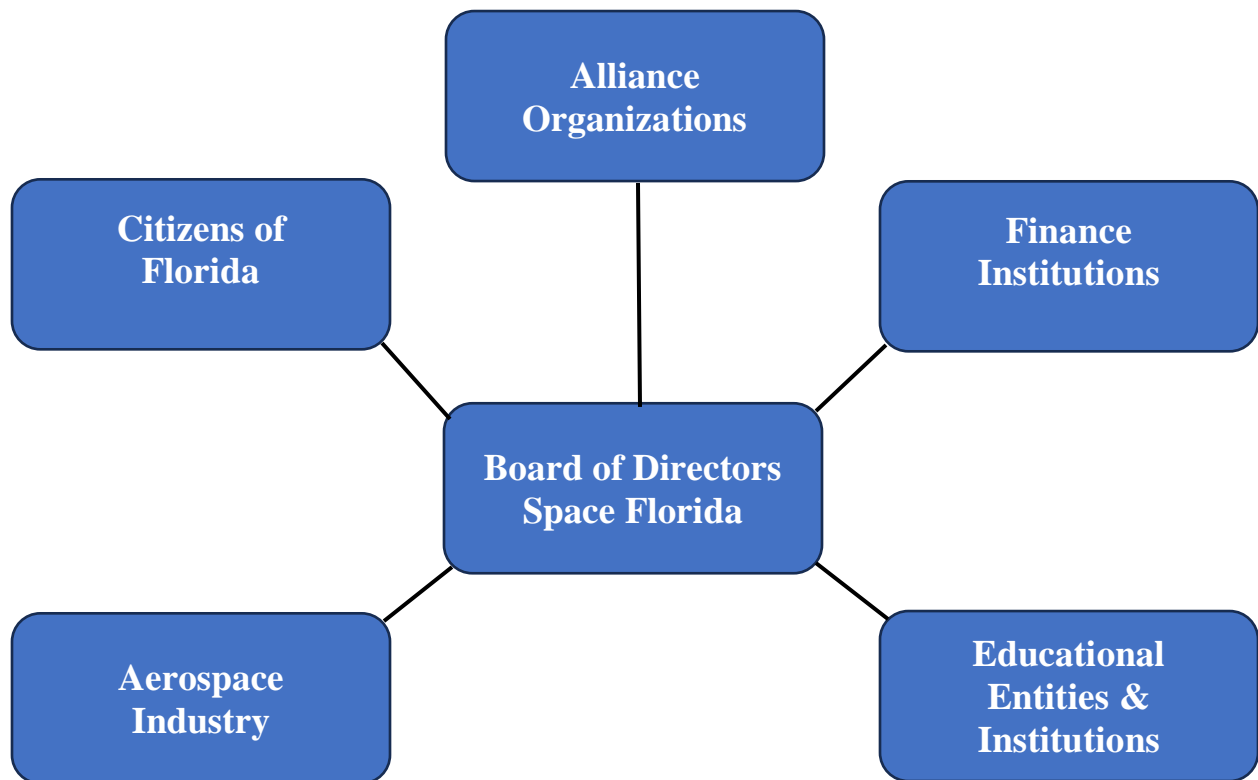 Alliance
Organizations
Citizens of
Florida
Finance
Institutions
Board of Directors
Space Florida
Aerospace
Industry
Educational
Entities &
Institutions